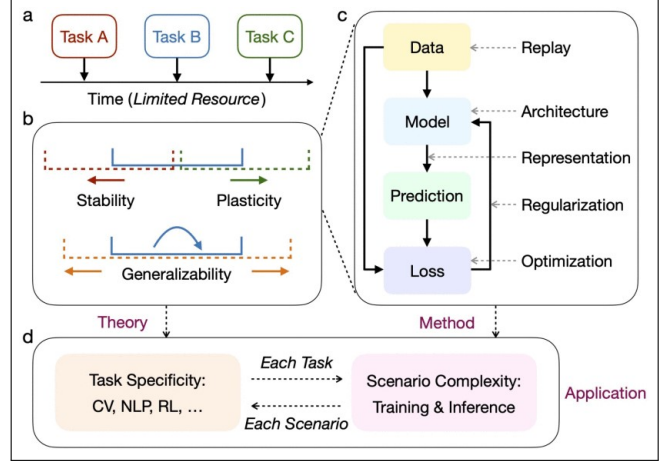 a
Task A
Task B
Task C
Time (Limited Resource)
b
Stability
Plasticity
Generalizability
c
Data
Model
Prediction
Loss
Replay
Architecture
Representation
Regularization
Optimization
Theory
Method
d
Task Specificity:
CV, NLP, RL, ...
Each Task
Each Scenario
Scenario Complexity:
Training & Inference
Application